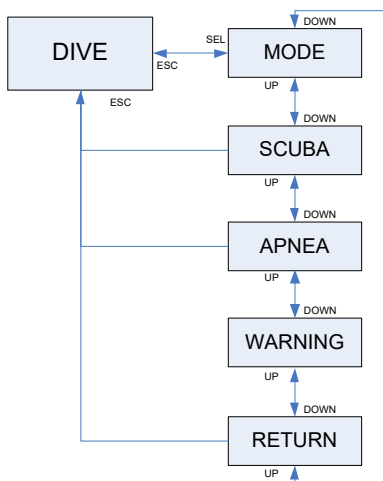 DOWN
DIVE
SEL
ESC
MODE
ESC
UP
DOWN
SCUBA
UP
DOWN
APNEA
UP
DOWN
WARNING
UP
DOWN
RETURN
UP